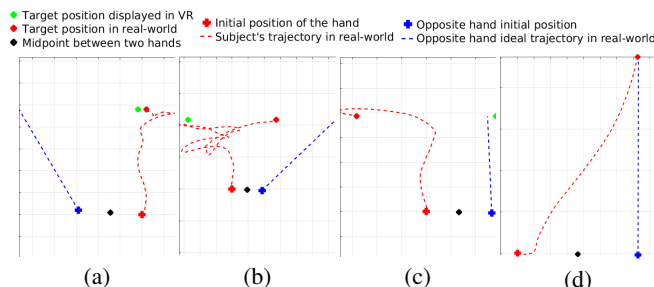 Target position displayed in VR
Target position in real-world
Midpoint between two hands
Initial position of the hand
Subject's trajectory in real-world
Opposite hand initial position
Opposite hand ideal trajectory in real-world
(a) (b) (c) (d)